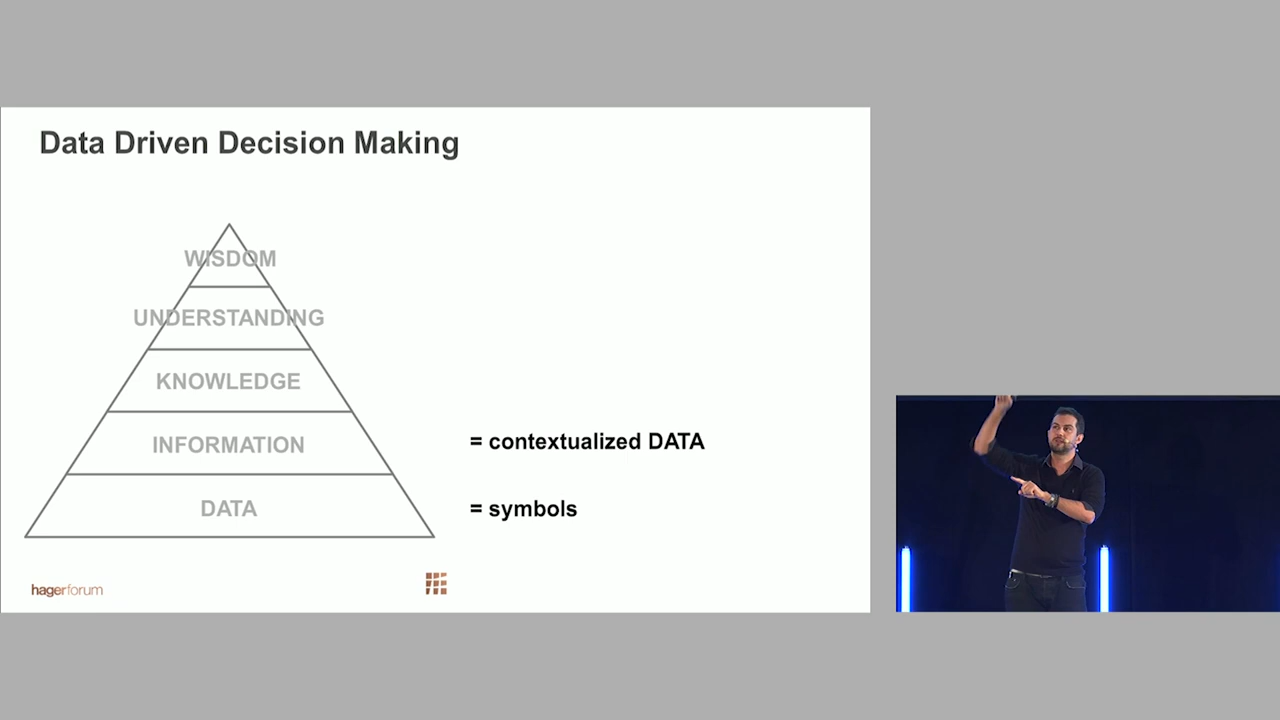 Data Driven Decision Making
WISDOM
UNDERSTANDING
KNOWLEDGE
INFORMATION
= contextualized DATA
DATA
= symbols
hagerforum